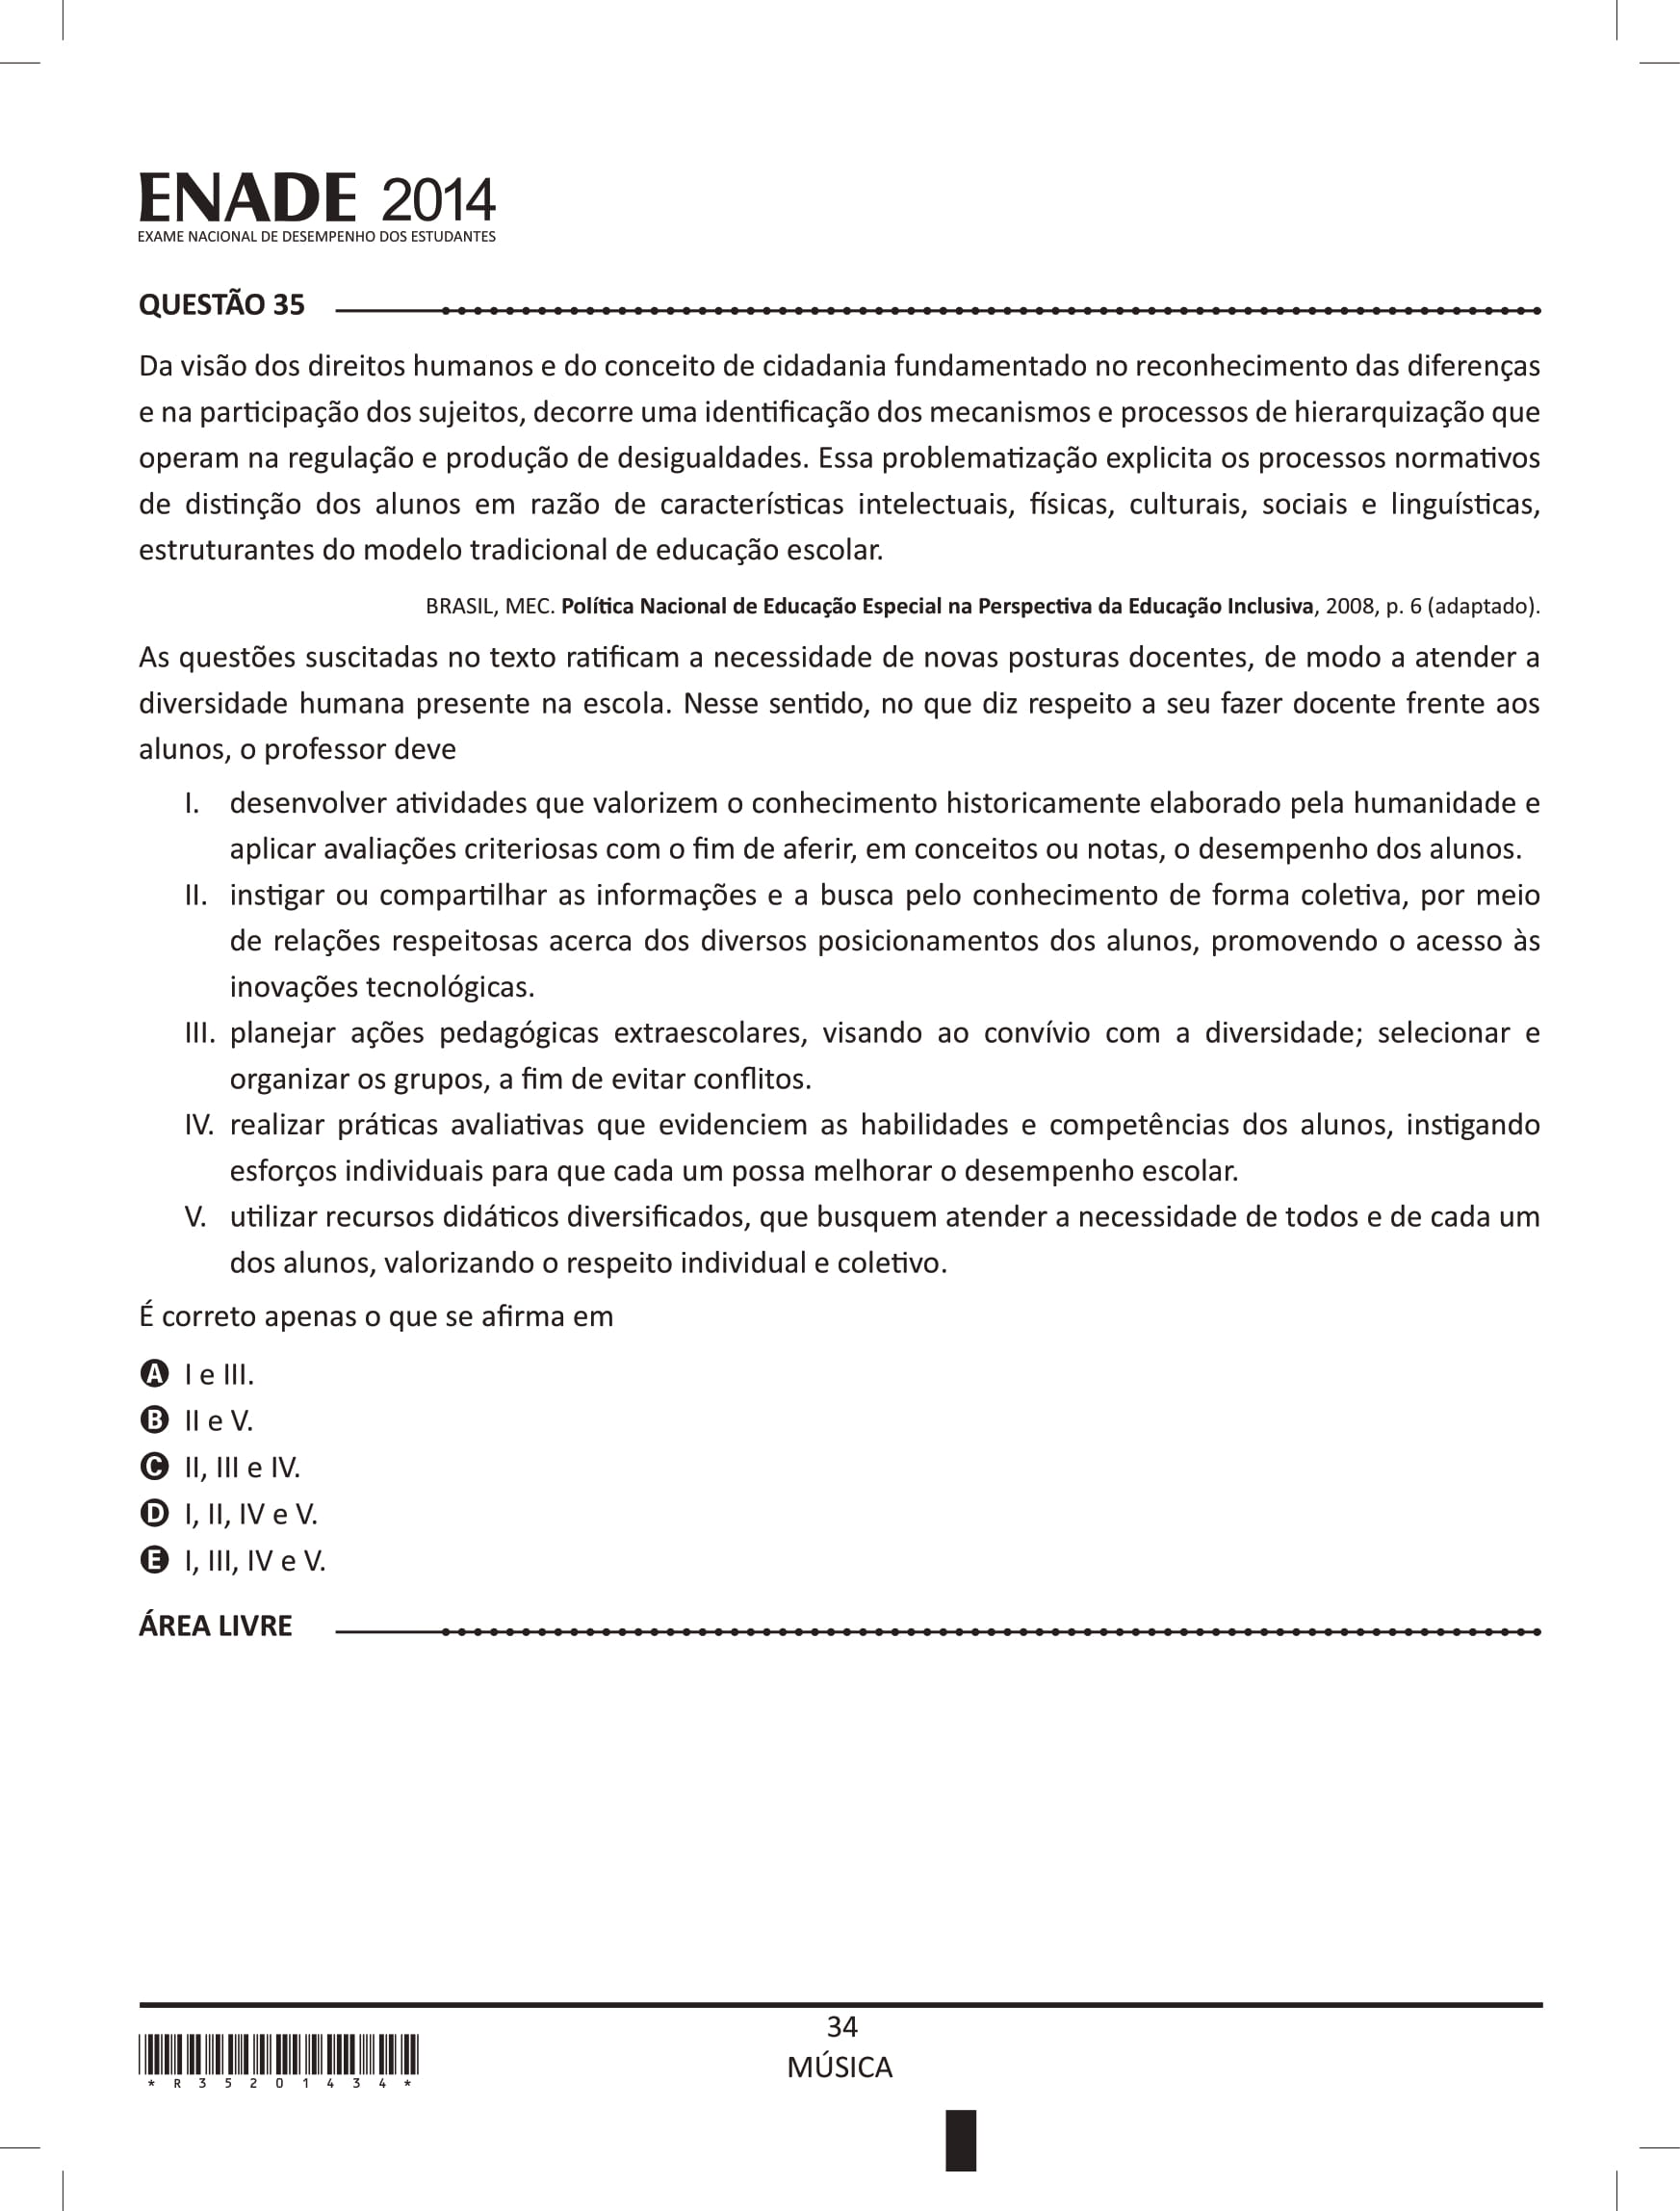 ENADE 2014
EXAME NACIONAL DE DESEMPENHO DOS ESTUDANTES
QUESTÃO 35
Da visão dos direitos humanos e do conceito de cidadania fundamentado no reconhecimento das diferenças
e na participação dos sujeitos, decorre uma identificação dos mecanismos e processos de hierarquização que
operam na regulação e produção de desigualdades. Essa problematização explicita os processos normativos
de distinção dos alunos em razão de características intelectuais, físicas, culturais, sociais e linguísticas,
estruturantes do modelo tradicional de educação escolar.
BRASIL, MEC. Política Nacional de Educação Especial na Perspectiva da Educação Inclusiva, 2008, p. 6 (adaptado).
As questões suscitadas no texto ratificam a necessidade de novas posturas docentes, de modo a atender a
diversidade humana presente na escola. Nesse sentido, no que diz respeito a seu fazer docente frente aos
alunos, o professor deve
I. desenvolver atividades que valorizem o conhecimento historicamente elaborado pela humanidade e
aplicar avaliações criteriosas com o fim de aferir, em conceitos ou notas, o desempenho dos alunos.
II. instigar ou compartilhar as informações e a busca pelo conhecimento de forma coletiva, por meio
de relações respeitosas acerca dos diversos posicionamentos dos alunos, promovendo o acesso às
inovações tecnológicas.
III. planejar ações pedagógicas extraescolares, visando ao convívio com a diversidade; selecionar e
organizar os grupos, a fim de evitar conflitos.
IV. realizar práticas avaliativas que evidenciem as habilidades e competências dos alunos, instigando
esforços individuais para que cada um possa melhorar o desempenho escolar.
V. utilizar recursos didáticos diversificados, que busquem atender a necessidade de todos e de cada um
dos alunos, valorizando o respeito individual e coletivo.
É correto apenas o que se afirma em
A I e III.
B II e V.
C II, III e IV.
D I, II, IV e V.
E I, III, IV e V.
ÁREA LIVRE
34
MÚSICA
* R 3 5 2 0 1 4 3 4 *